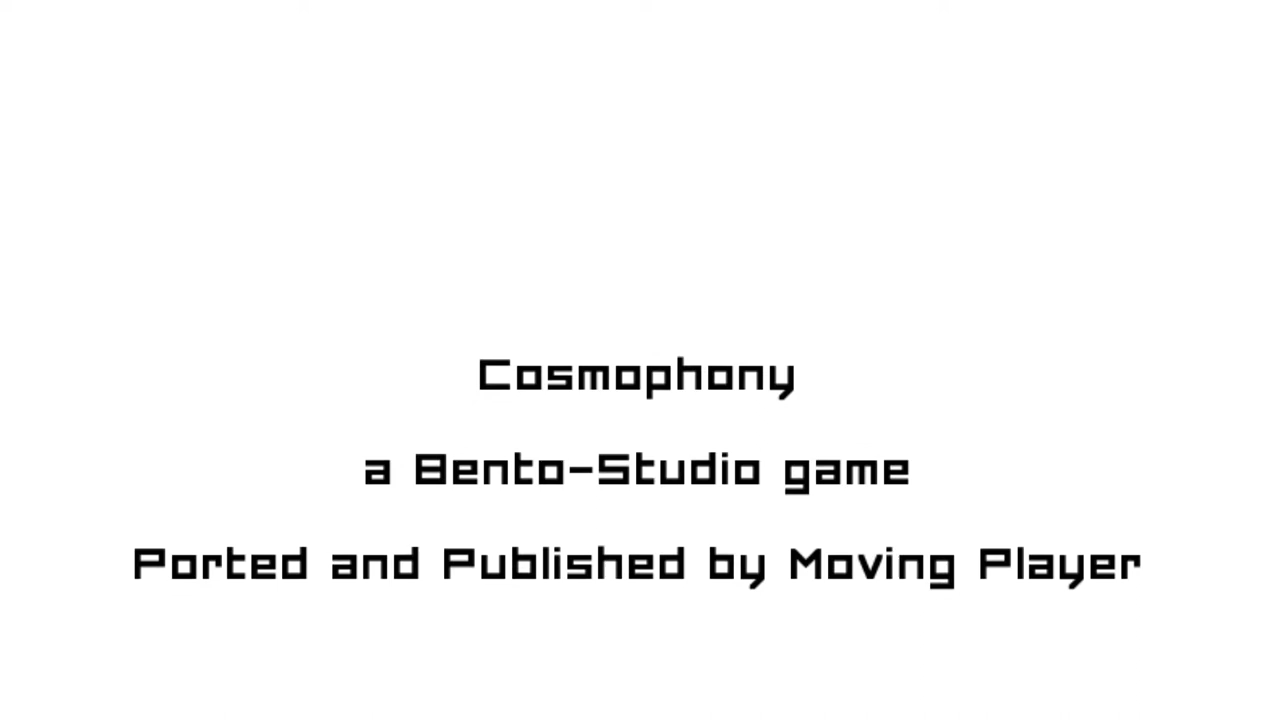 Cosmophony
a Bento-Studio game
Ported and Published by Moving Player